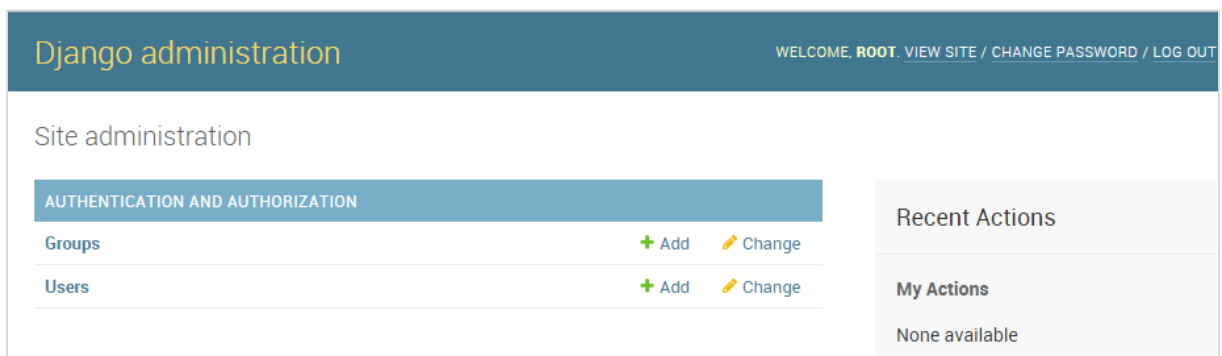 Django administration
WELCOME, ROOT. VIEW SITE / CHANGE PASSWORD / LOG OUT
Site administration
AUTHENTICATION AND AUTHORIZATION
Groups Add Change
Users Add Change
Recent Actions
My Actions
None available